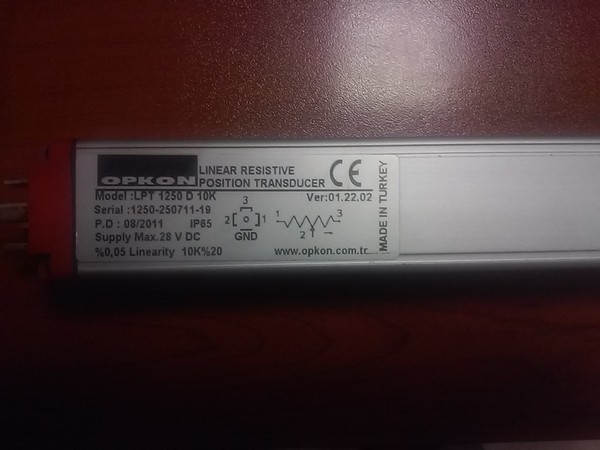 OPKON
LINEAR RESISTIVE
POSITION TRANSDUCER
CE
Model :LPT 1250 D 10K
Ver:01.22.02
Serial :1250-250711-19
P.D : 08/2011 IP65
Supply Max.28 V DC
%0,05 Linearity 10K%20
3
2 1
GND
1 3
2
www.opkon.com.tr
MADE IN TURKEY